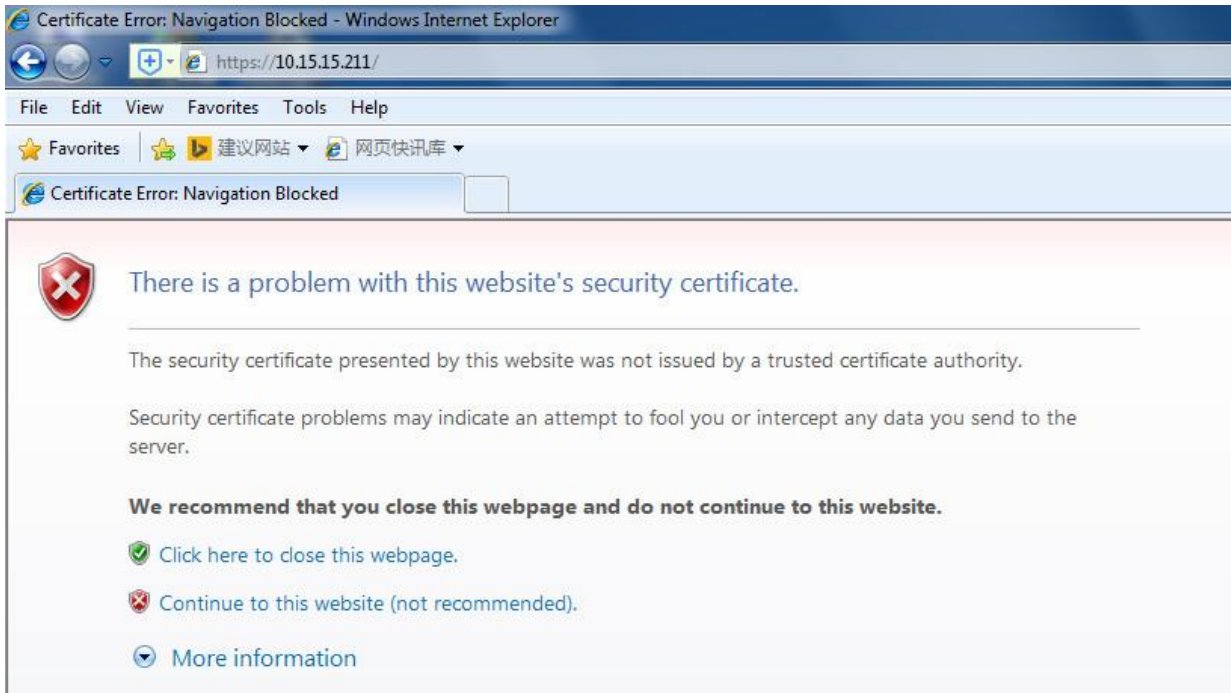 Certificate Error: Navigation Blocked - Windows Internet Explorer
https://10.15.15.211/
File Edit View Favorites Tools Help
Favorites 建议网站 网页快讯库
Certificate Error: Navigation Blocked
There is a problem with this website's security certificate.
The security certificate presented by this website was not issued by a trusted certificate authority.
Security certificate problems may indicate an attempt to fool you or intercept any data you send to the
server.
We recommend that you close this webpage and do not continue to this website.
Click here to close this webpage.
Continue to this website (not recommended).
More information